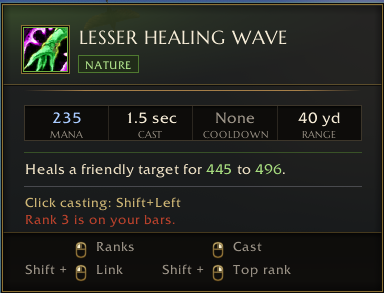 LESSER HEALING WAVE
NATURE
235 1.5 sec None 40 yd
MANA CAST COOLDOWN RANGE
Heals a friendly target for 445 to 496.
Click casting: Shift+Left
Rank 3 is on your bars.
Ranks Cast
Shift + Link Shift + Top rank